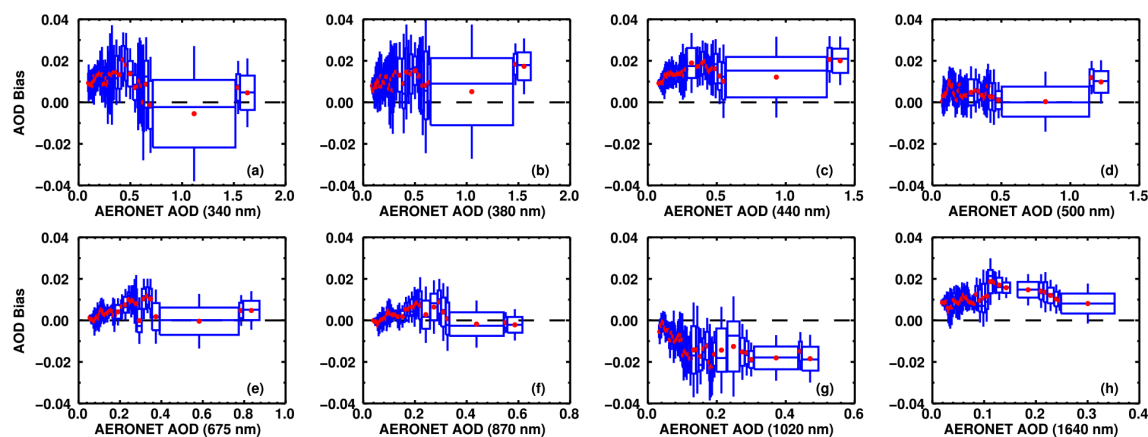 0.04 0.04 0.04 0.04
0.02 0.02 0.02 0.02
0.00 0.00 0.00 0.00
−0.02 −0.02 −0.02 −0.02
−0.04 −0.04 −0.04 −0.04
AOD Bias
(a) (b) (c) (d)
0.0 0.5 1.0 1.5 2.0 0.0 0.5 1.0 1.5 2.0 0.0 0.5 1.0 1.5 0.0 0.5 1.0 1.5
AERONET AOD (340 nm) AERONET AOD (380 nm) AERONET AOD (440 nm) AERONET AOD (500 nm)
0.04 0.04 0.04 0.04
0.02 0.02 0.02 0.02
0.00 0.00 0.00 0.00
−0.02 −0.02 −0.02 −0.02
−0.04 −0.04 −0.04 −0.04
AOD Bias
(e) (f) (g) (h)
0.0 0.2 0.4 0.6 0.8 1.0 0.0 0.2 0.4 0.6 0.8 0.0 0.2 0.4 0.6 0.0 0.1 0.2 0.3 0.4
AERONET AOD (675 nm) AERONET AOD (870 nm) AERONET AOD (1020 nm) AERONET AOD (1640 nm)